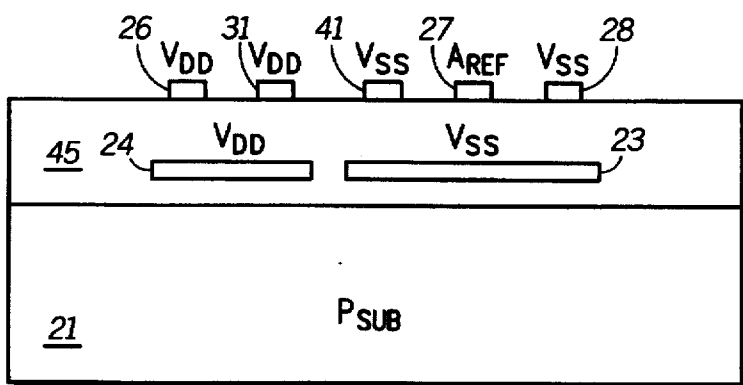 26 31 41 27 28
VDD VDD VSS AREF VSS
45 24 VDD VSS 23
21 PSUB